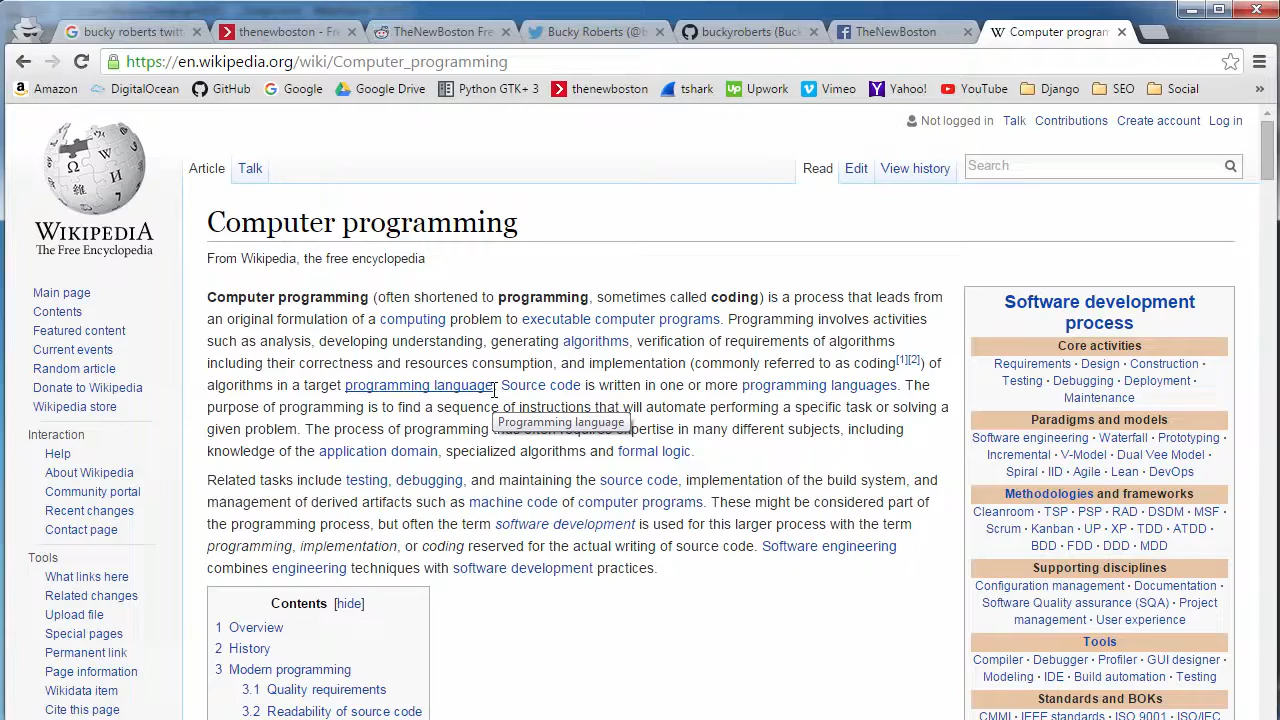 bucky roberts twitt
thenewboston - Fr
TheNewBoston Fre
Bucky Roberts (@b
buckyroberts (Buc
TheNewBoston
Computer program
https://en.wikipedia.org/wiki/Computer_programming
Amazon
DigitalOcean
GitHub
Google
Google Drive
Python GTK+ 3
thenewboston
tshark
Upwork
Vimeo
Yahoo!
YouTube
Django
SEO
Social
»
Not logged in Talk Contributions Create account Log in
Article Talk
Read Edit View history
Search
WIKIPEDIA
The Free Encyclopedia
Main page
Contents
Featured content
Current events
Random article
Donate to Wikipedia
Wikipedia store
Interaction
Help
About Wikipedia
Community portal
Recent changes
Contact page
Tools
What links here
Related changes
Upload file
Special pages
Permanent link
Page information
Wikidata item
Cite this page
Computer programming
From Wikipedia, the free encyclopedia
Computer programming (often shortened to programming, sometimes called coding) is a process that leads from
an original formulation of a computing problem to executable computer programs. Programming involves activities
such as analysis, developing understanding, generating algorithms, verification of requirements of algorithms
including their correctness and resources consumption, and implementation (commonly referred to as coding[1][2]) of
algorithms in a target programming language Source code is written in one or more programming languages. The
purpose of programming is to find a sequence of instructions that will automate performing a specific task or solving a
given problem. The process of programming expertise in many different subjects, including
Programming language
knowledge of the application domain, specialized algorithms and formal logic.
Related tasks include testing, debugging, and maintaining the source code, implementation of the build system, and
management of derived artifacts such as machine code of computer programs. These might be considered part of
the programming process, but often the term software development is used for this larger process with the term
programming, implementation, or coding reserved for the actual writing of source code. Software engineering
combines engineering techniques with software development practices.
Contents [hide]
1 Overview
2 History
3 Modern programming
3.1 Quality requirements
3.2 Readability of source code
Software development
process
Core activities
Requirements · Design · Construction ·
Testing · Debugging · Deployment ·
Maintenance
Paradigms and models
Software engineering · Waterfall · Prototyping ·
Incremental · V-Model · Dual Vee Model ·
Spiral · IID · Agile · Lean · DevOps
Methodologies and frameworks
Cleanroom · TSP · PSP · RAD · DSDM · MSF ·
Scrum · Kanban · UP · XP · TDD · ATDD ·
BDD · FDD · DDD · MDD
Supporting disciplines
Configuration management · Documentation ·
Software Quality assurance (SQA) · Project
management · User experience
Tools
Compiler · Debugger · Profiler · GUI designer ·
Modeling · IDE · Build automation · Testing
Standards and BOKs
CMMI · IEEE standards · ISO 9001 · ISO/IEC